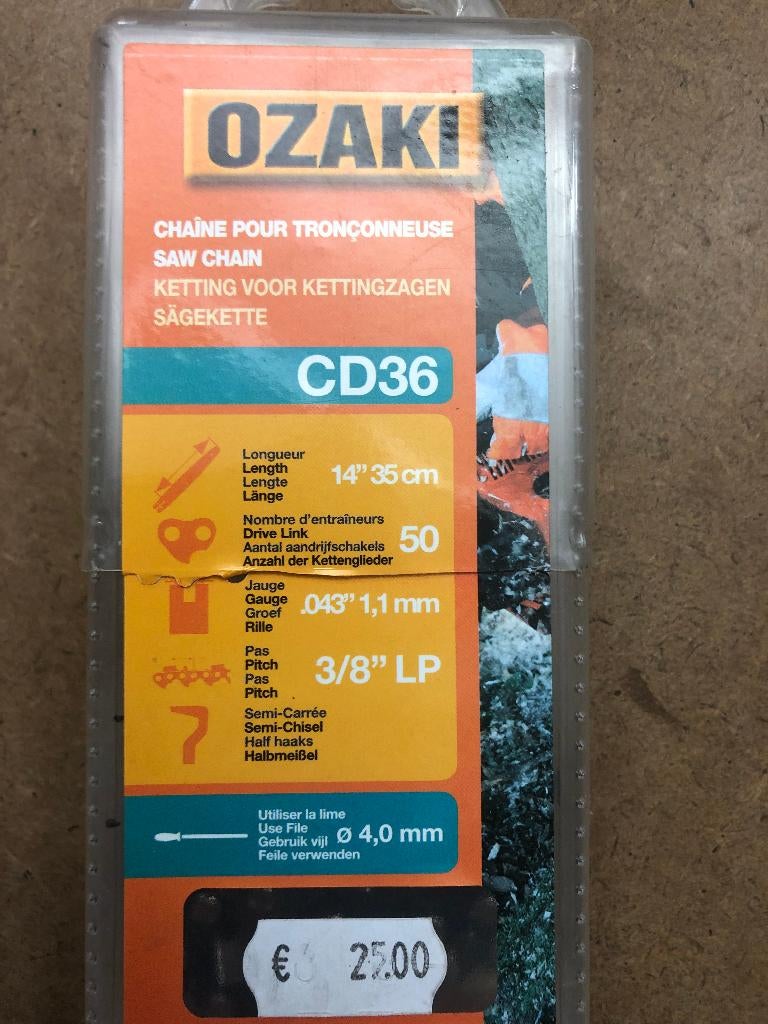 OZAKI
CHAÎNE POUR TRONÇONNEUSE
SAW CHAIN
KETTING VOOR KETTINGZAGEN
SÄGEKETTE
CD36
Longueur
Length
Lengte
Länge
14” 35 cm
Nombre d’entraîneurs
Drive Link
Aantal aandrijfschakels
Anzahl der Kettenglieder
50
Jauge
Gauge
Groef
Rille
.043” 1,1 mm
Pas
Pitch
Pas
Pitch
3/8” LP
Semi-Carrée
Semi-Chisel
Half haaks
Halbmeißel
Utiliser la lime
Use File
Gebruik vijl
Feile verwenden
ø 4,0 mm
€ 25.00